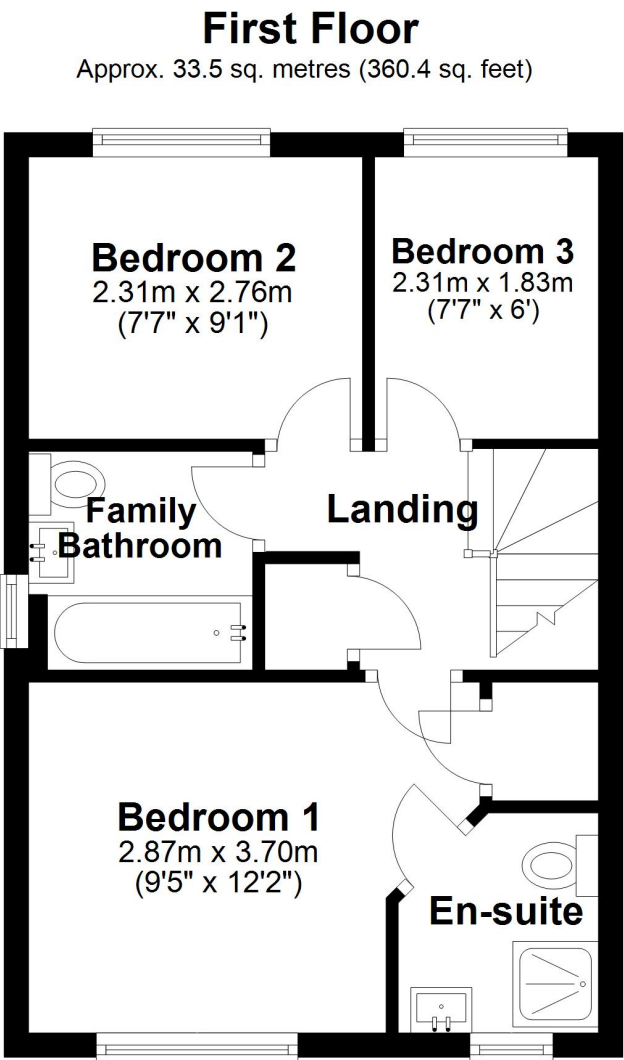 First Floor
Approx. 33.5 sq. metres (360.4 sq. feet)
Bedroom 2
2.31m x 2.76m
(7'7" x 9'1")
Bedroom 3
2.31m x 1.83m
(7'7" x 6')
Family
Bathroom
Landing
Bedroom 1
2.87m x 3.70m
(9'5" x 12'2")
En-suite